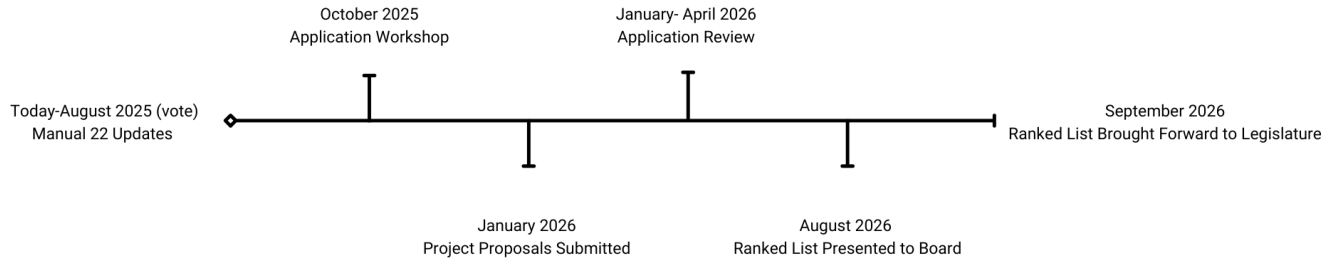 Today-August 2025 (vote)
Manual 22 Updates
October 2025
Application Workshop
January 2026
Project Proposals Submitted
January- April 2026
Application Review
August 2026
Ranked List Presented to Board
September 2026
Ranked List Brought Forward to Legislature